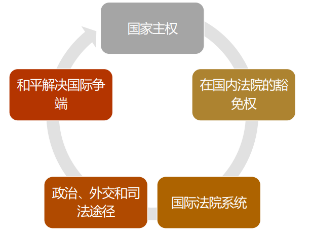 国家主权
在国内法院的豁
免权
国际法院系统
政治、外交和司
法途径
和平解决国际争
端